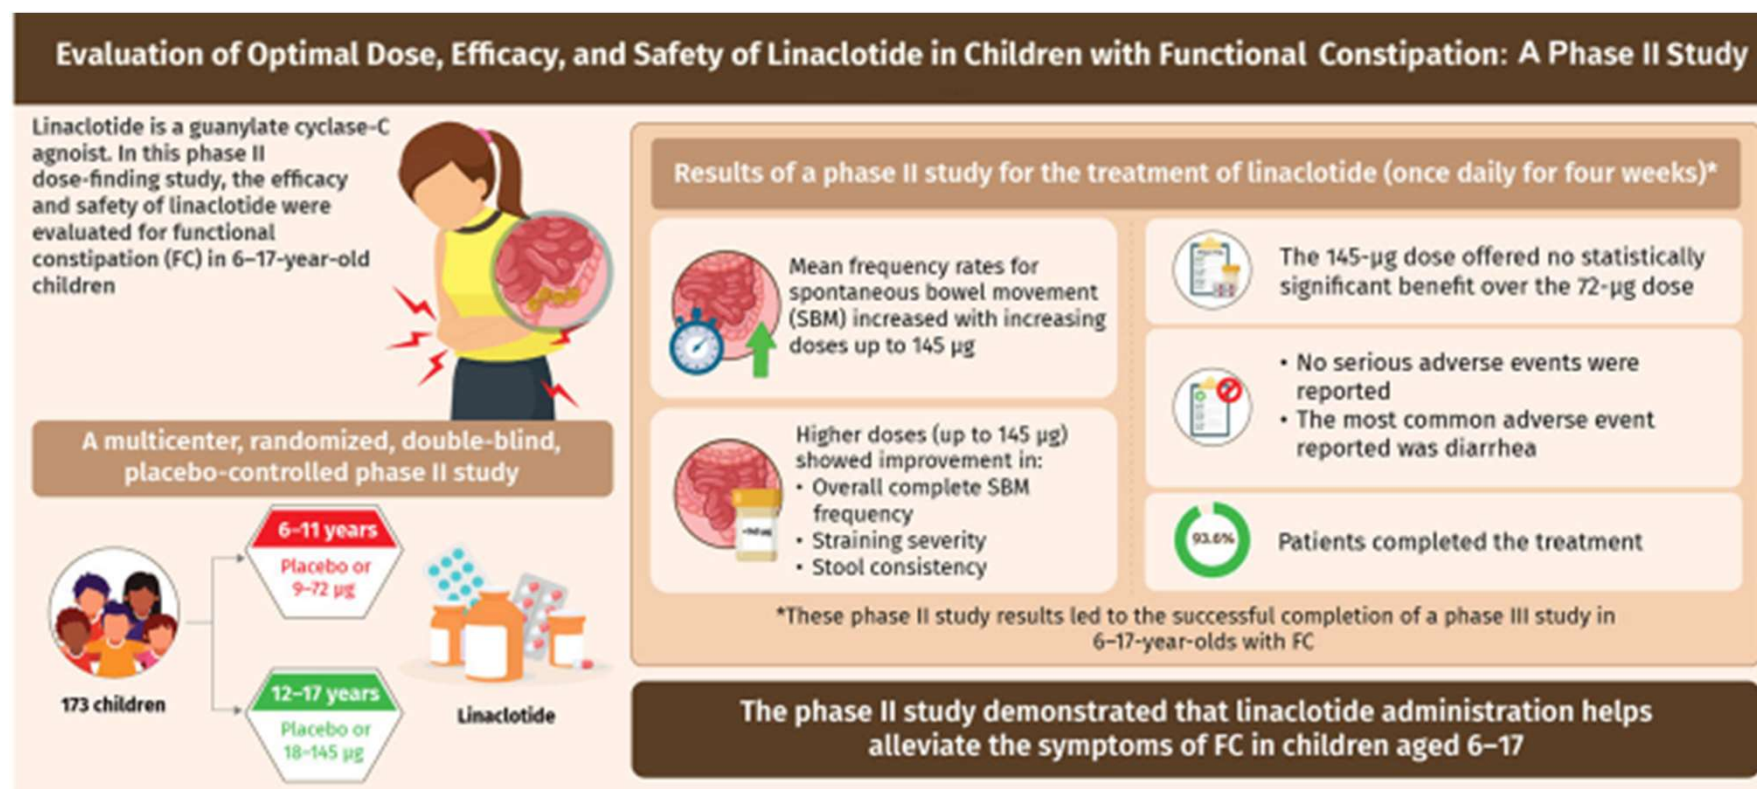 Evaluation of Optimal Dose, Efficacy, and Safety of Linaclotide in Children with Functional Constipation: A Phase II Study
Linaclotide is a guanylate cyclase-C
agnoist. In this phase II
dose-finding study, the efficacy
and safety of linaclotide were
evaluated for functional
constipation (FC) in 6–17-year-old
children
A multicenter, randomized, double-blind,
placebo-controlled phase II study
173 children
6–11 years
Placebo or
9–72 µg
12–17 years
Placebo or
18–145 µg
Linaclotide
Results of a phase II study for the treatment of linaclotide (once daily for four weeks)*
Mean frequency rates for
spontaneous bowel movement
(SBM) increased with increasing
doses up to 145 µg
Higher doses (up to 145 µg)
showed improvement in:
• Overall complete SBM
frequency
• Straining severity
• Stool consistency
The 145-µg dose offered no statistically
significant benefit over the 72-µg dose
• No serious adverse events were
reported
• The most common adverse event
reported was diarrhea
93.6%
Patients completed the treatment
*These phase II study results led to the successful completion of a phase III study in
6–17-year-olds with FC
The phase II study demonstrated that linaclotide administration helps
alleviate the symptoms of FC in children aged 6–17